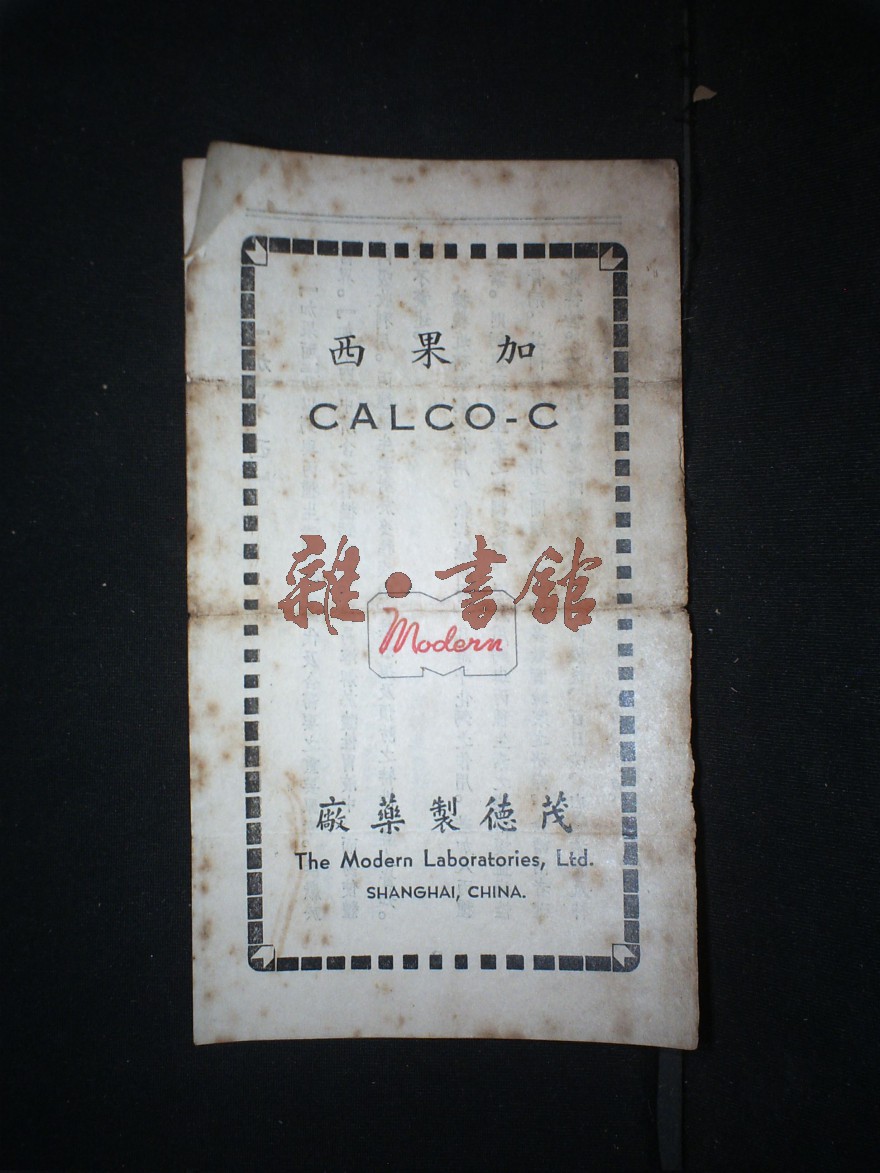 加果西
CALCO-C
雜·書館
Modern
茂德製藥廠
The Modern Laboratories, Ltd.
SHANGHAI, CHINA.